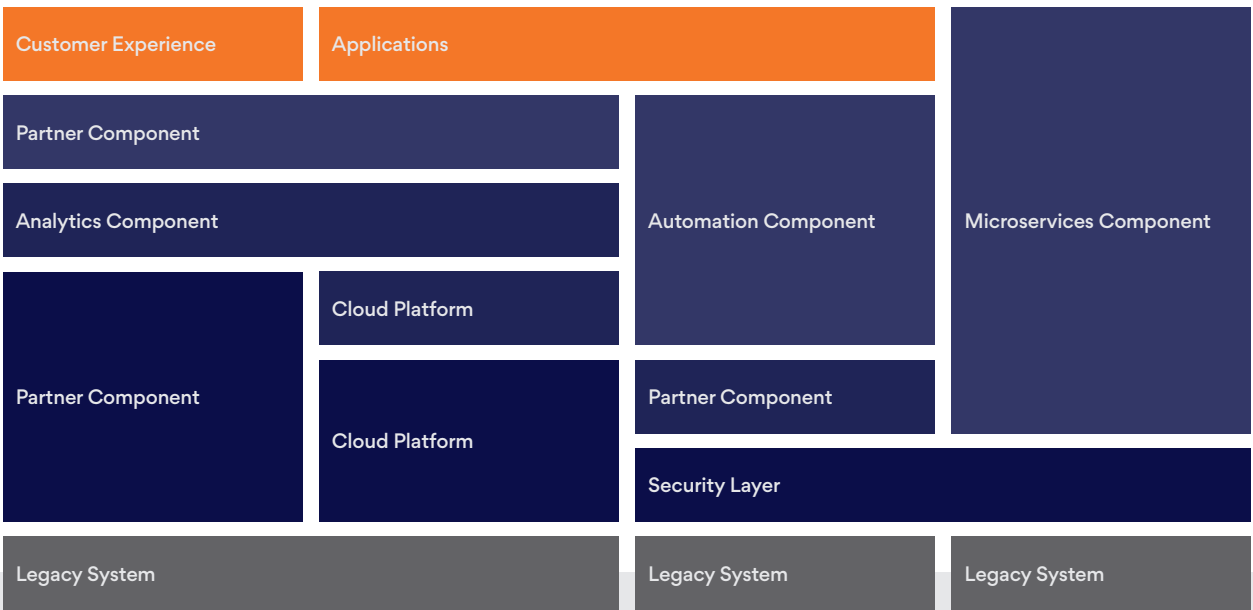 Customer Experience
Applications
Partner Component
Analytics Component
Automation Component
Microservices Component
Cloud Platform
Partner Component
Partner Component
Cloud Platform
Security Layer
Legacy System
Legacy System
Legacy System